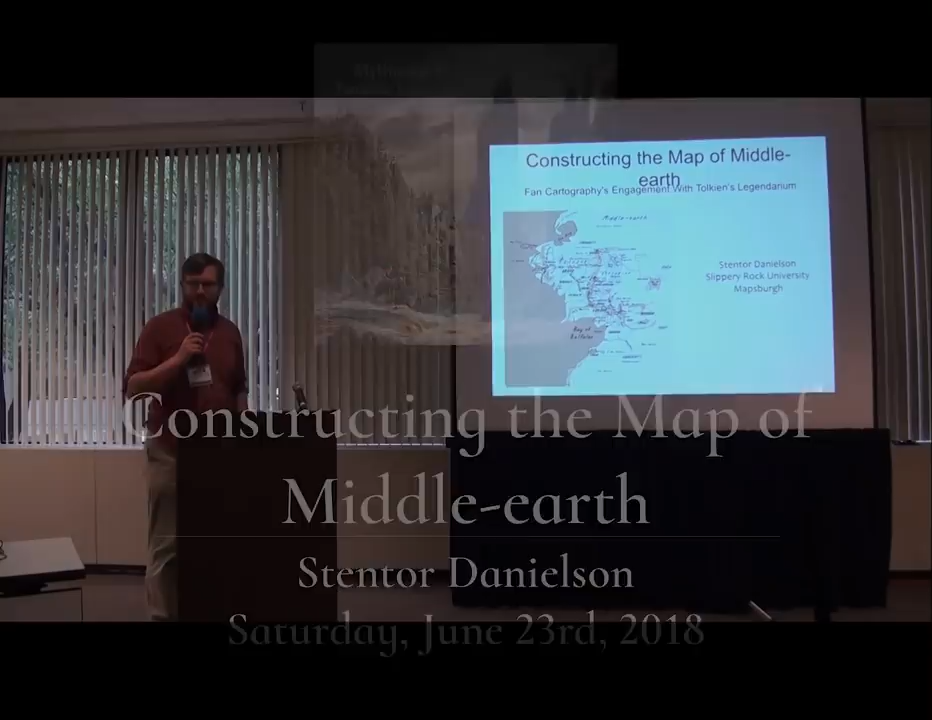 Constructing the Map of Middle-
earth
Fan Cartography's Engagement With Tolkien's Legendarium
Middle-earth
Stentor Danielson
Slippery Rock University
Mapsburgh
Bay of
Belfalas
Constructing the Map of
Middle-earth
Stentor Danielson
Saturday, June 23rd, 2018